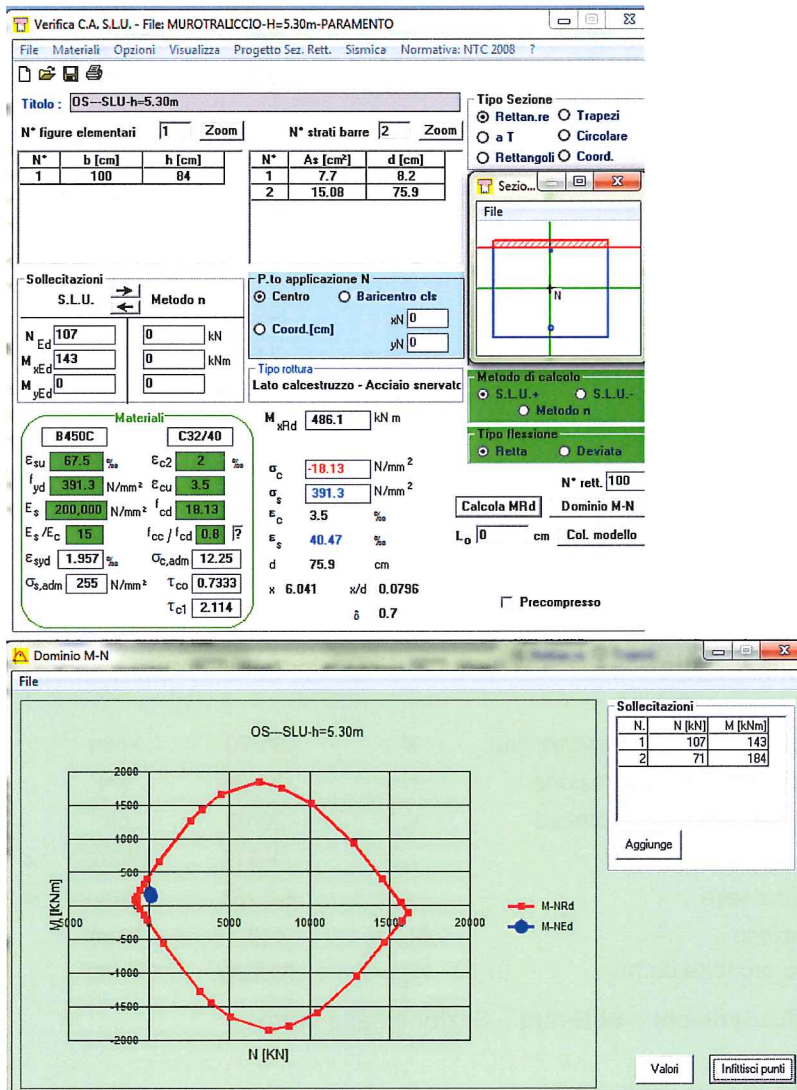 Verifica C.A. S.L.U. - File: MUROTRALICCIO-H=5.30m-PARAMENTO
File Materiali Opzioni Visualizza Progetto Sez. Rett. Sismica Normativa: NTC 2008 ?
Titolo : OS---SLU-h=5.30m
N° figure elementari 1 Zoom N° strati barre 2 Zoom
N° b [cm] h [cm]
1 100 84
N° As [cm²] d [cm]
1 7.7 8.2
2 15.08 75.9
Tipo Sezione
Rettan.re Trapezi
a T Circolare
Rettangoli Coord.
Sezio...
File
N
Sollecitazioni
S.L.U. Metodo n
N Ed 107 0 kN
M xEd 143 0 kNm
M yEd 0 0
P.to applicazione N
Centro Baricentro cls
Coord.[cm] xN 0
yN 0
Tipo rottura
Lato calcestruzzo - Acciaio snervato
Metodo di calcolo
S.L.U.+ S.L.U.-
Metodo n
Tipo flessione
Retta Deviata
Materiali
B450C C32/40
εsu 67.5 ‰ εc2 2 ‰
fyd 391.3 N/mm² εcu 3.5
Es 200,000 N/mm² fcd 18.13
Es/Ec 15 fcc / fcd 0.8 ?
εsyd 1.957 ‰ σc,adm 12.25
σs,adm 255 N/mm² τco 0.7333
τc1 2.114
M xRd 486.1 kN m
σc -18.13 N/mm²
σs 391.3 N/mm²
εc 3.5 ‰
εs 40.47 ‰
d 75.9 cm
x 6.041 x/d 0.0796
δ 0.7
N° rett. 100
Calcola MRd Dominio M-N
L₀ 0 cm Col. modello
Precompresso
Dominio M-N
File
OS---SLU-h=5.30m
2000
1500
1000
500
0
-500
-1000
-1500
-2000
M [KNm]
-5000 0 5000 10000 15000 20000
N [KN]
M-NRd
M-NEd
Sollecitazioni
N. N [kN] M [kNm]
1 107 143
2 71 184
Aggiunge
Valori Infittisci punti